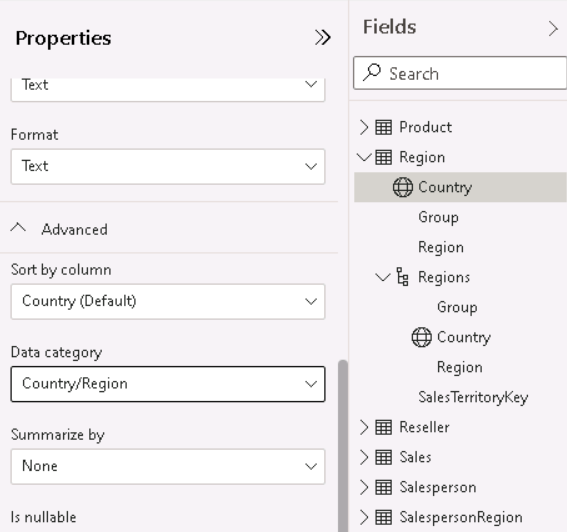 Properties
Text
Format
Text
Advanced
Sort by column
Country (Default)
Data category
Country/Region
Summarize by
None
Is nullable
Fields
Search
Product
Region
Country
Group
Region
Regions
Group
Country
Region
SalesTerritoryKey
Reseller
Sales
Salesperson
SalespersonRegion